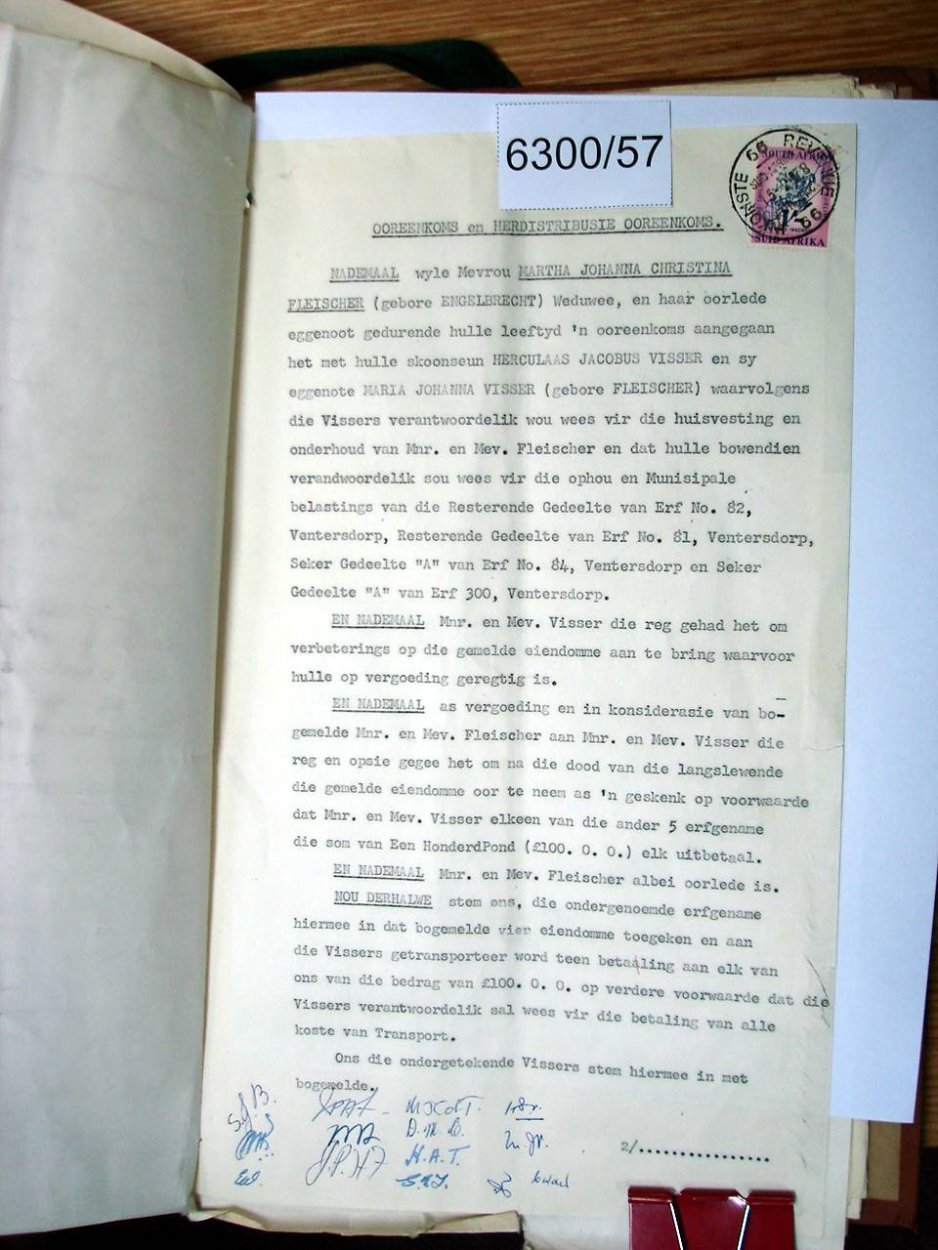 6300/57
REVENUE
SOUTH AFRICA
SUID-AFRIKA
OOREENKOMS en HERDISTRIBUSIE OOREENKOMS.
NADEMAAL wyle Mevrou MARTHA JOHANNA CHRISTINA
FLEISCHER (gebore ENGELBRECHT) Weduwee, en haar oorlede
eggenoot gedurende hulle leeftyd 'n ooreenkoms aangegaan
het met hulle skoonseun HERCULAAS JACOBUS VISSER en sy
eggenote MARIA JOHANNA VISSER (gebore FLEISCHER) waarvolgens
die Vissers verantwoordelik wou wees vir die huisvesting en
onderhoud van Mnr. en Mev. Fleischer en dat hulle bowendien
verandwoordelik sou wees vir die ophou en Munisipale
belastings van die Resterende Gedeelte van Erf No. 82,
Ventersdorp, Resterende Gedeelte van Erf No. 81, Ventersdorp,
Seker Gedeelte "A" van Erf No. 84, Ventersdorp en Seker
Gedeelte "A" van Erf 300, Ventersdorp.
EN NADEMAAL Mnr. en Mev. Visser die reg gehad het om
verbeterings op die gemelde eiendomme aan te bring waarvoor
hulle op vergoeding geregtig is.
EN NADEMAAL as vergoeding en in konsiderasie van bo-
gemelde Mnr. en Mev. Fleischer aan Mnr. en Mev. Visser die
reg en opsie gegee het om na die dood van die langslewende
die gemelde eiendomme oor te neem as 'n geskenk op voorwaarde
dat Mnr. en Mev. Visser elkeen van die ander 5 erfgename
die som van Een HonderdPond (£100. 0. 0.) elk uitbetaal.
EN NADEMAAL Mnr. en Mev. Fleischer albei oorlede is.
NOU DERHALWE stem ons, die ondergenoemde erfgename
hiermee in dat bogemelde vier eiendomme toegeken en aan
die Vissers getransporteer word teen betaaling aan elk van
ons van die bedrag van £100. 0. 0. op verdere voorwaarde dat die
Vissers verantwoordelik sal wees vir die betaling van alle
koste van Transport.
Ons die ondergetekende Vissers stem hiermee in met
bogemelde.
H.A.T.
2/................